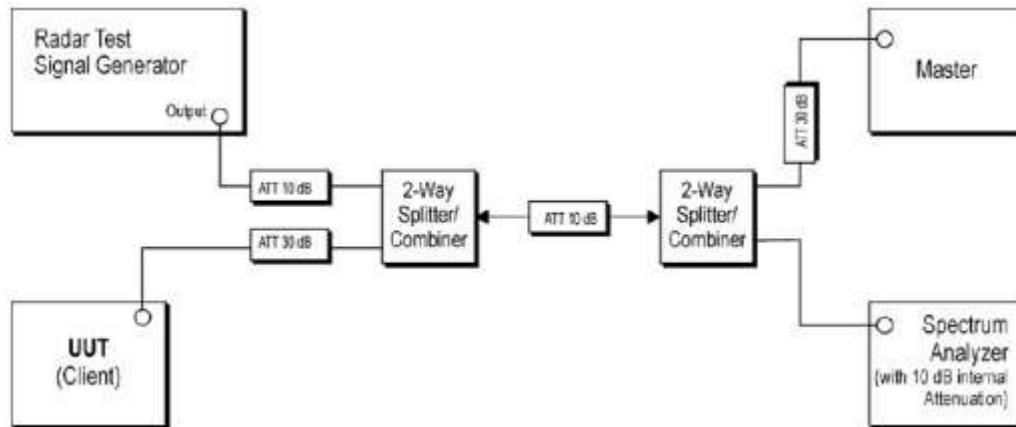 Radar Test
Signal Generator
Output
ATT 10 dB
ATT 30 dB
2-Way
Splitter/
Combiner
ATT 10 dB
2-Way
Splitter/
Combiner
ATT 30 dB
Master
UUT
(Client)
Spectrum
Analyzer
(with 10 dB internal
Attenuation)